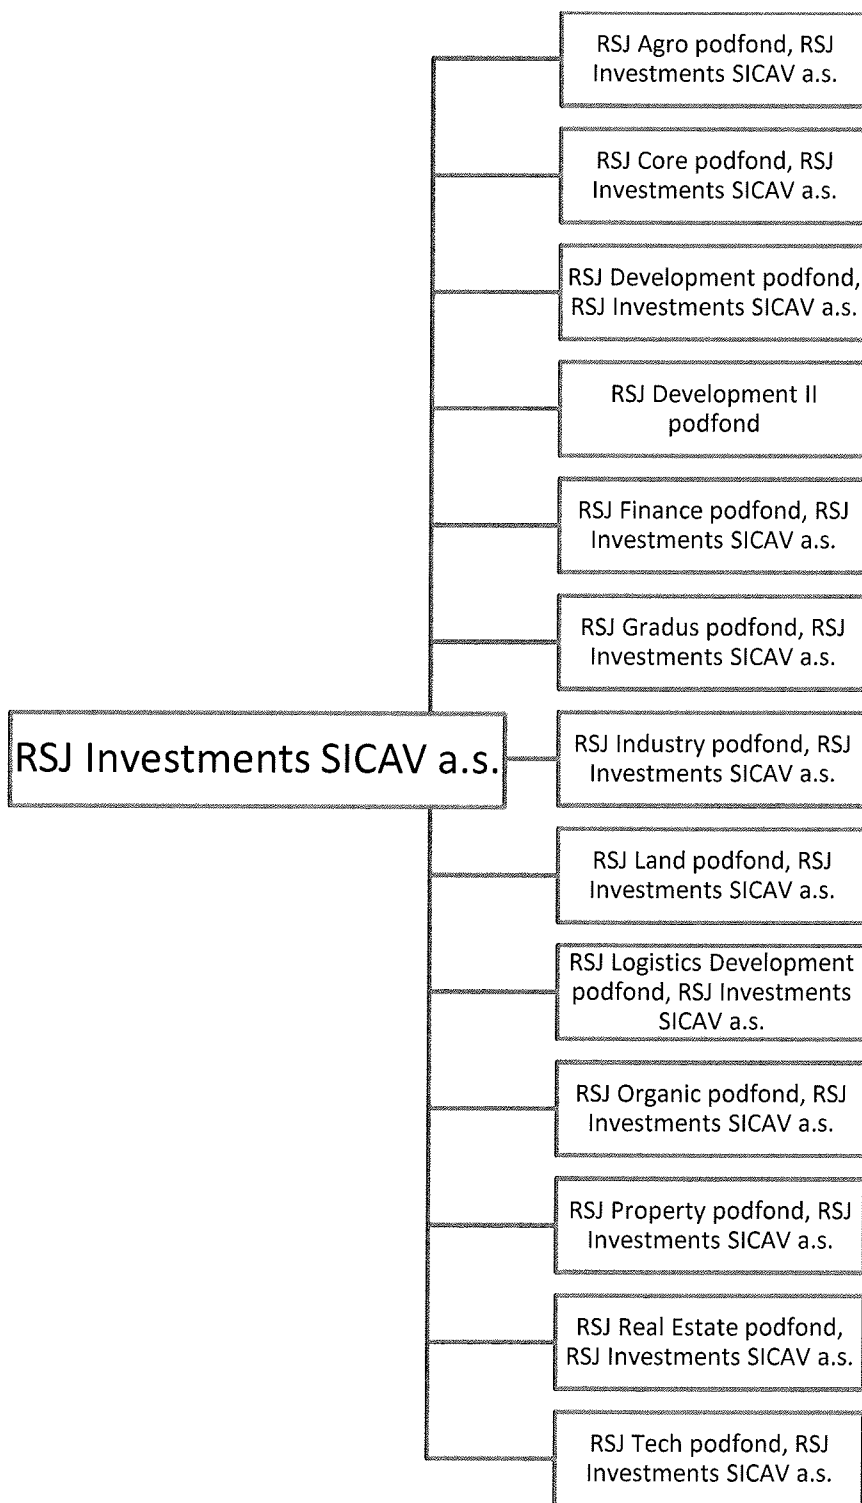 RSJ Agro podfond, RSJ
Investments SICAV a.s.
RSJ Core podfond, RSJ
Investments SICAV a.s.
RSJ Development podfond,
RSJ Investments SICAV a.s.
RSJ Development II
podfond
RSJ Finance podfond, RSJ
Investments SICAV a.s.
RSJ Gradus podfond, RSJ
Investments SICAV a.s.
RSJ Investments SICAV a.s.
RSJ Industry podfond, RSJ
Investments SICAV a.s.
RSJ Land podfond, RSJ
Investments SICAV a.s.
RSJ Logistics Development
podfond, RSJ Investments
SICAV a.s.
RSJ Organic podfond, RSJ
Investments SICAV a.s.
RSJ Property podfond, RSJ
Investments SICAV a.s.
RSJ Real Estate podfond,
RSJ Investments SICAV a.s.
RSJ Tech podfond, RSJ
Investments SICAV a.s.